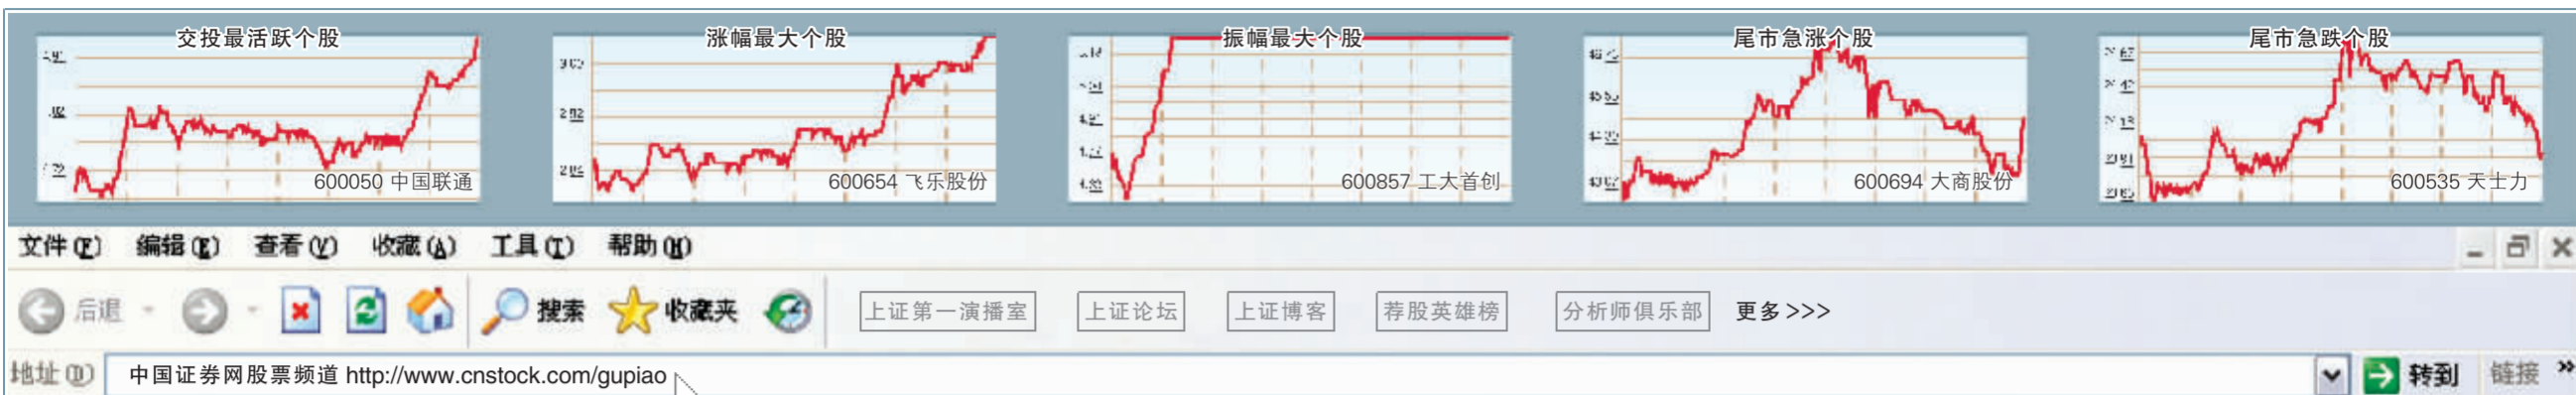 交投最活跃个股
600050 中国联通
涨幅最大个股
600654 飞乐股份
振幅最大个股
600857 工大首创
尾市急涨个股
600694 大商股份
尾市急跌个股
600535 天士力
文件(F) 编辑(E) 查看(V) 收藏(A) 工具(T) 帮助(H)
后退 搜索 收藏夹 上证第一演播室 上证论坛 上证博客 荐股英雄榜 分析师俱乐部 更多>>>
地址(D) 中国证券网股票频道 http://www.cnstock.com/gupiao 转到 链接 »